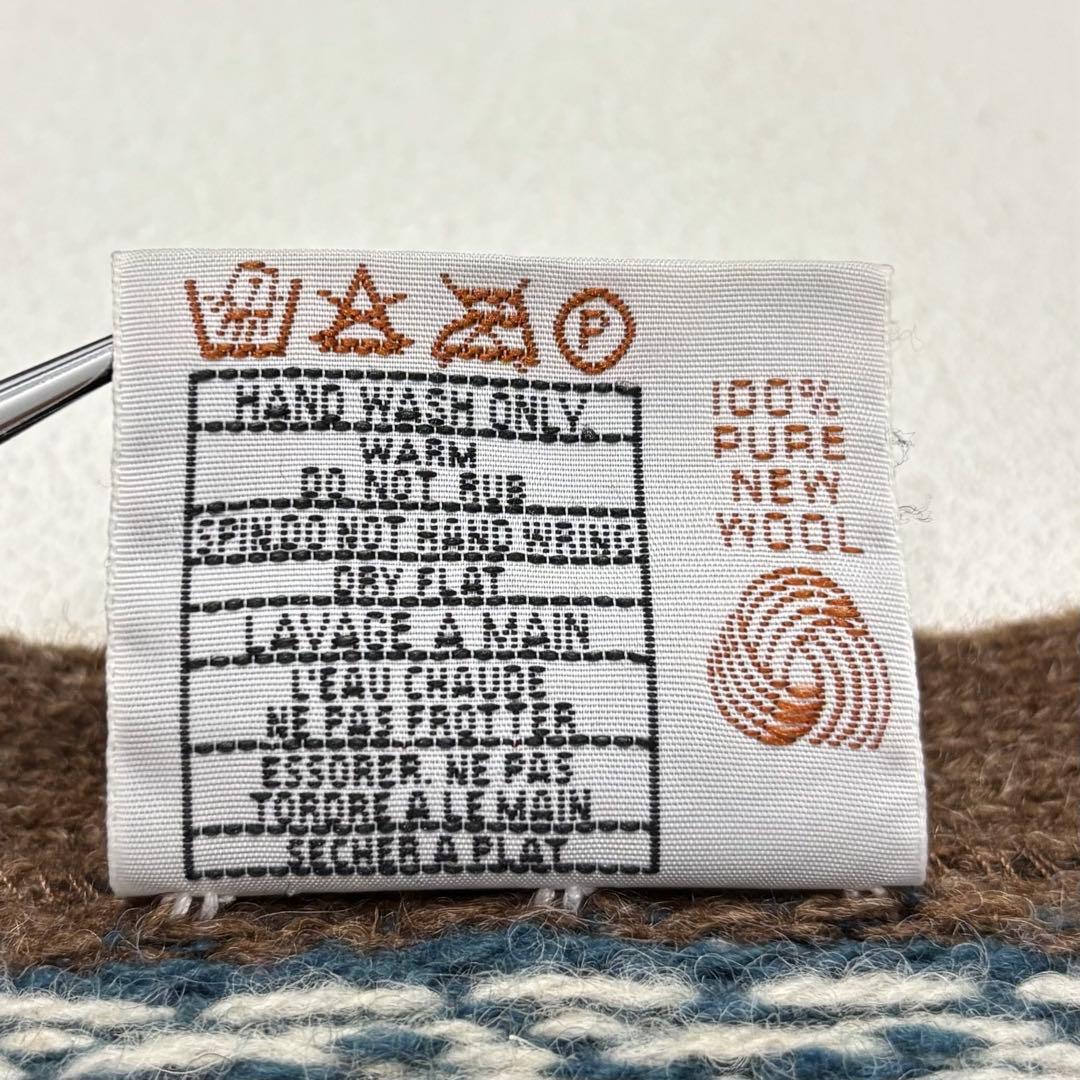 P
HAND WASH ONLY.
WARM
DO NOT RUB
SPIN.DO NOT HAND WRING
DRY FLAT
LAVAGE A MAIN
L'EAU CHAUDE
NE PAS FROTTER
ESSORER. NE PAS
TORDRE A LE MAIN
SECHER A PLAT
100%
PURE
NEW
WOOL